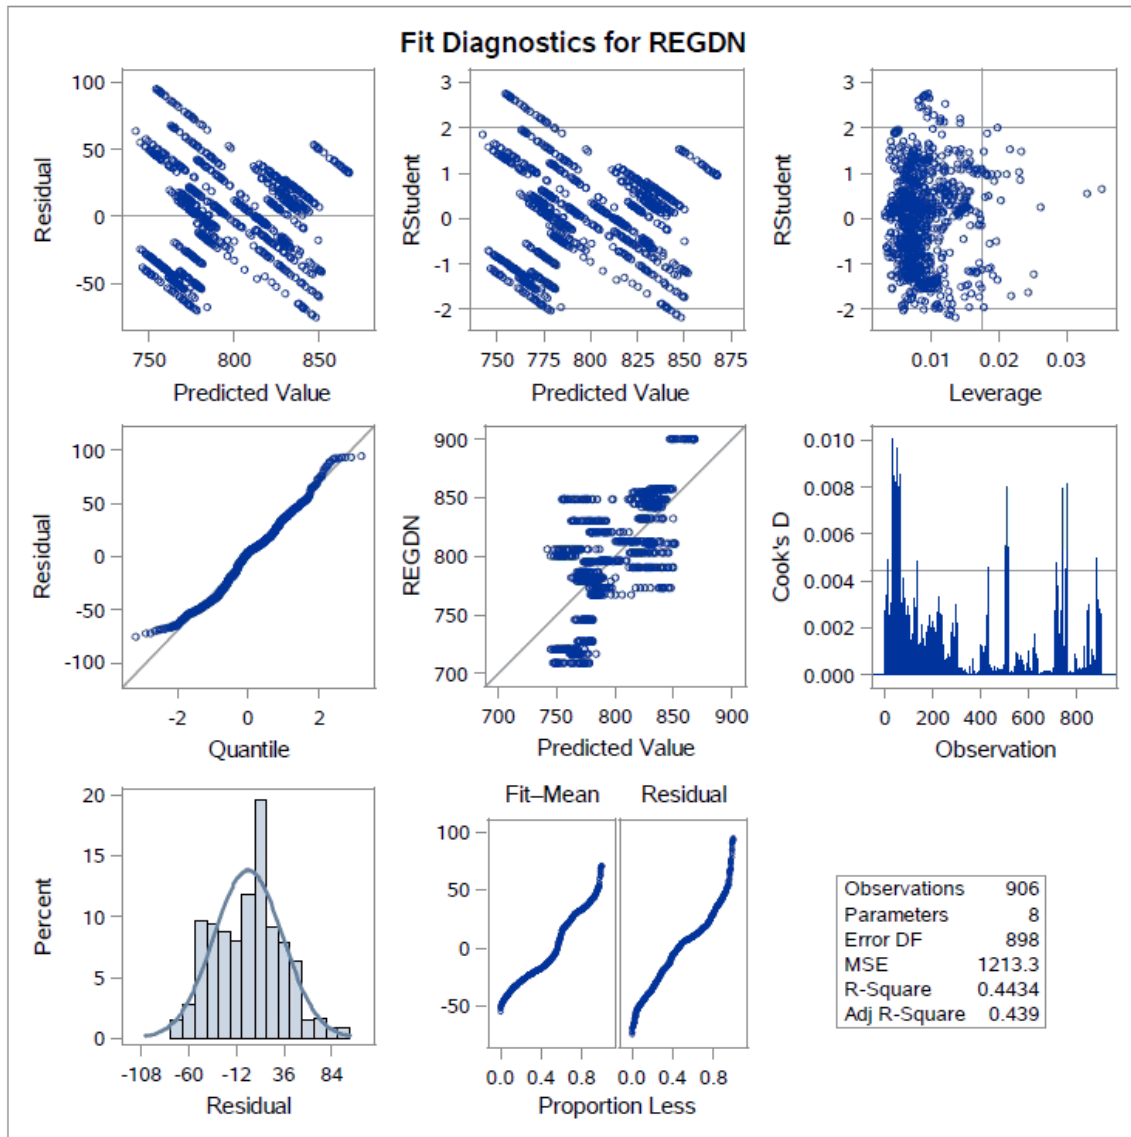 Fit Diagnostics for REGDN
100
50
0
-50
Residual
750 800 850
Predicted Value
3
2
1
0
-1
-2
RStudent
750 775 800 825 850 875
Predicted Value
3
2
1
0
-1
-2
RStudent
0.01 0.02 0.03
Leverage
100
50
0
-50
-100
Residual
-2 0 2
Quantile
900
850
800
750
700
REGDN
700 750 800 850 900
Predicted Value
0.010
0.008
0.006
0.004
0.002
0.000
Cook's D
0 200 400 600 800
Observation
20
15
10
5
0
Percent
-108 -60 -12 36 84
Residual
Fit–Mean Residual
100
50
0
-50
0.0 0.4 0.8 0.0 0.4 0.8
Proportion Less
Observations 906
Parameters 8
Error DF 898
MSE 1213.3
R-Square 0.4434
Adj R-Square 0.439